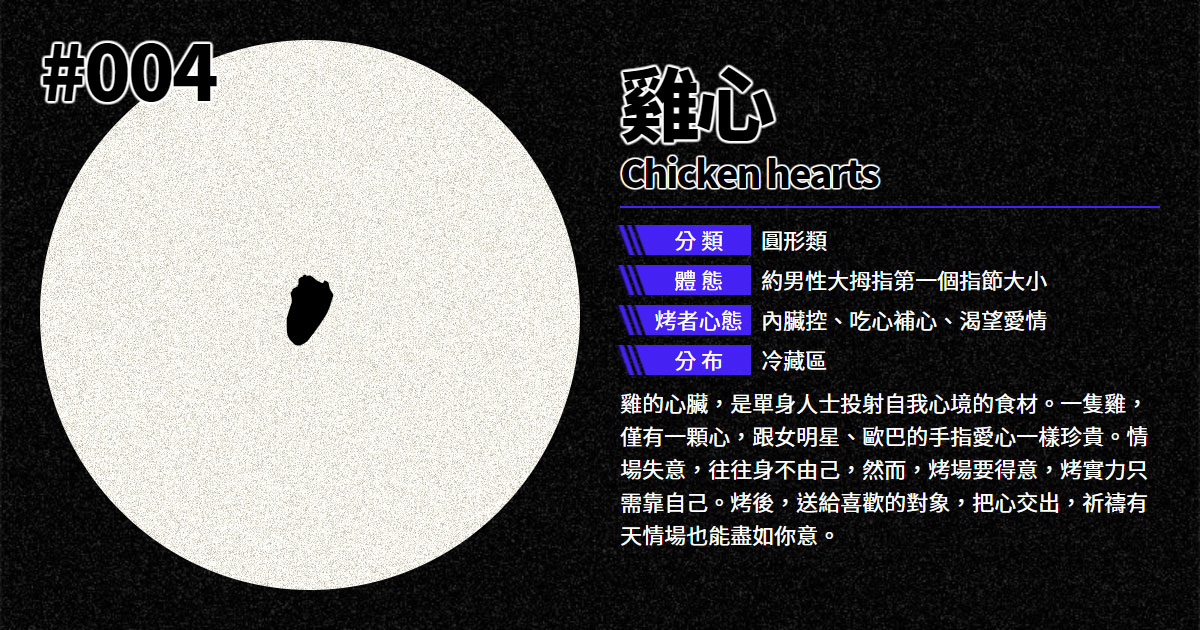 #004
雞心
Chicken hearts
分類 圓形類
體態 約男性大拇指第一個指節大小
烤者心態 內臟控、吃心補心、渴望愛情
分布 冷藏區
雞的心臟，是單身人士投射自我心境的食材。一隻雞，
僅有一顆心，跟女明星、歐巴的手指愛心一樣珍貴。情
場失意，往往身不由己，然而，烤場要得意，烤實力只
需靠自己。烤後，送給喜歡的對象，把心交出，祈禱有
天情場也能盡如你意。